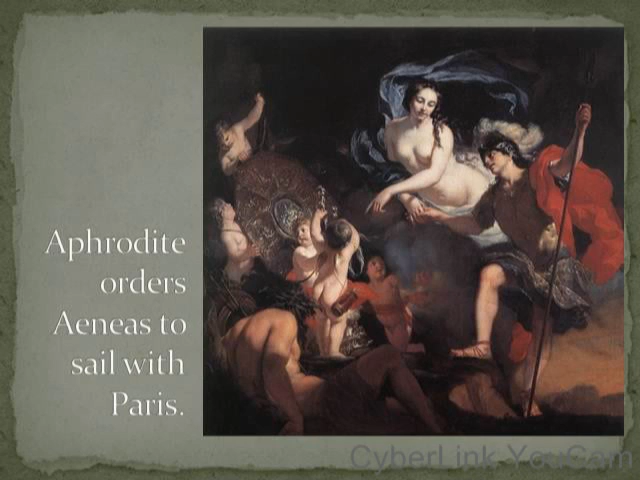 Aphrodite
orders
Aeneas to
sail with
Paris.
CyberLink YouCam